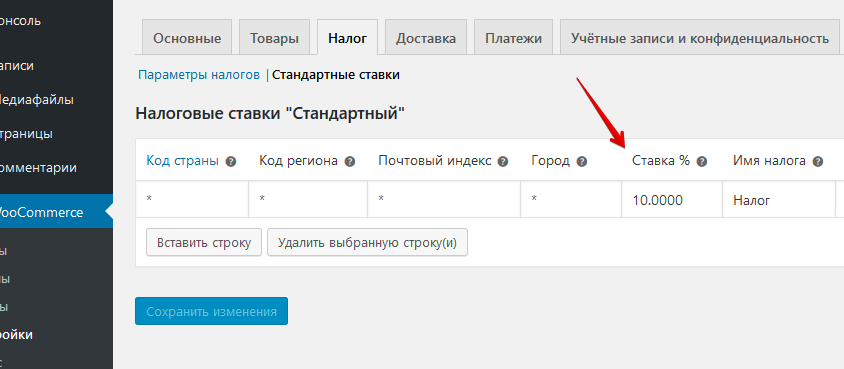 онсоль
Основные Товары Налог Доставка Платежи Учётные записи и конфиденциальность
аписи
Параметры налогов | Стандартные ставки
едиафайлы
Налоговые ставки "Стандартный"
траницы
Код страны ? Код региона ? Почтовый индекс ? Город ? Ставка % ? Имя налога ?
омментарии
* * * * 10.0000 Налог
WooCommerce
Вставить строку Удалить выбранную строку(и)
ы
ы
Сохранить изменения
ы
ройки